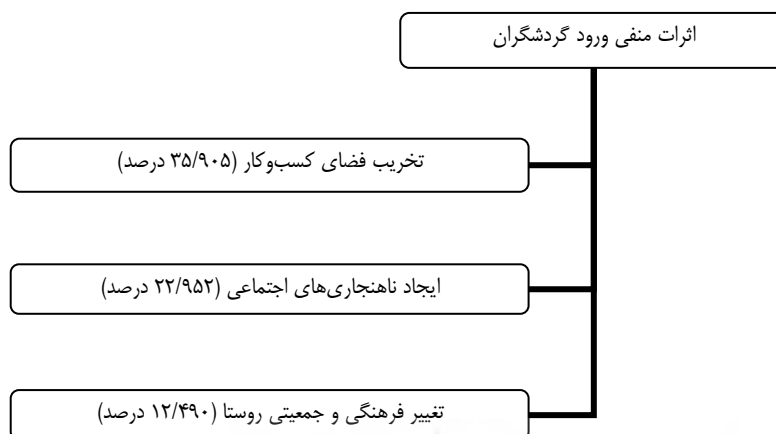 اثرات منفی ورود گردشگران
تخریب فضای کسب‌وکار (۳۵/۹۰۵ درصد)
ایجاد ناهنجاری‌های اجتماعی (۲۲/۹۵۲ درصد)
تغییر فرهنگی و جمعیتی روستا (۱۲/۴۹۰ درصد)